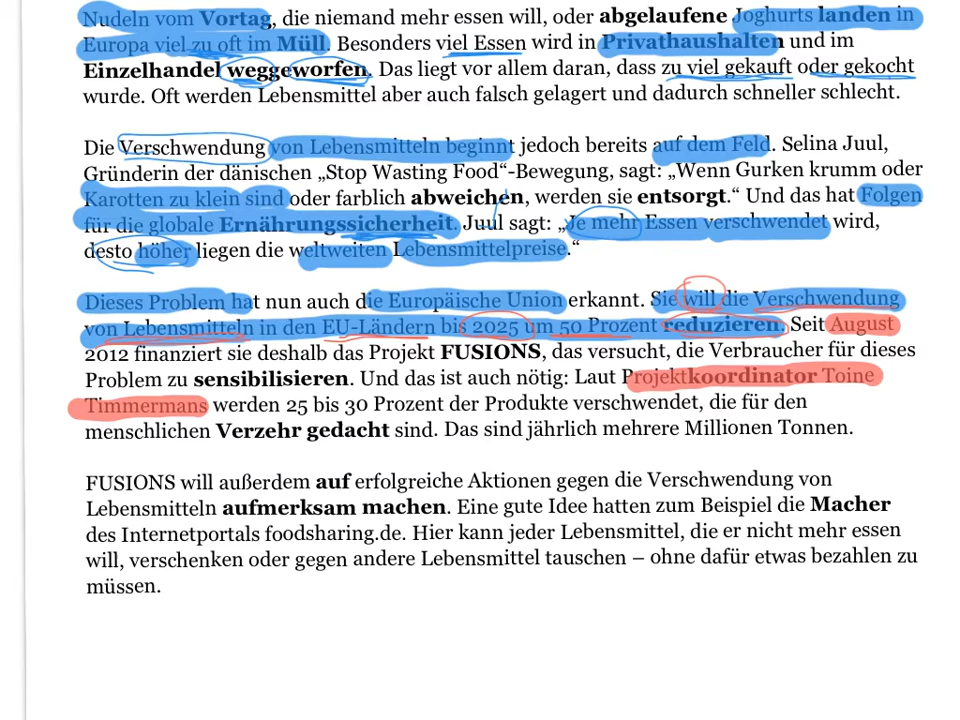 Nudeln vom Vortag, die niemand mehr essen will, oder abgelaufene Joghurts landen in
Europa viel zu oft im Müll. Besonders viel Essen wird in Privathaushalten und im
Einzelhandel weggeworfen. Das liegt vor allem daran, dass zu viel gekauft oder gekocht
wurde. Oft werden Lebensmittel aber auch falsch gelagert und dadurch schneller schlecht.
Die Verschwendung von Lebensmitteln beginnt jedoch bereits auf dem Feld. Selina Juul,
Gründerin der dänischen „Stop Wasting Food“-Bewegung, sagt: „Wenn Gurken krumm oder
Karotten zu klein sind oder farblich abweichen, werden sie entsorgt.“ Und das hat Folgen
für die globale Ernährungssicherheit. Juul sagt: „Je mehr Essen verschwendet wird,
desto höher liegen die weltweiten Lebensmittelpreise.“
Dieses Problem hat nun auch die Europäische Union erkannt. Sie will die Verschwendung
von Lebensmitteln in den EU-Ländern bis 2025 um 50 Prozent reduzieren. Seit August
2012 finanziert sie deshalb das Projekt FUSIONS, das versucht, die Verbraucher für dieses
Problem zu sensibilisieren. Und das ist auch nötig: Laut Projektkoordinator Toine
Timmermans werden 25 bis 30 Prozent der Produkte verschwendet, die für den
menschlichen Verzehr gedacht sind. Das sind jährlich mehrere Millionen Tonnen.
FUSIONS will außerdem auf erfolgreiche Aktionen gegen die Verschwendung von
Lebensmitteln aufmerksam machen. Eine gute Idee hatten zum Beispiel die Macher
des Internetportals foodsharing.de. Hier kann jeder Lebensmittel, die er nicht mehr essen
will, verschenken oder gegen andere Lebensmittel tauschen – ohne dafür etwas bezahlen zu
müssen.